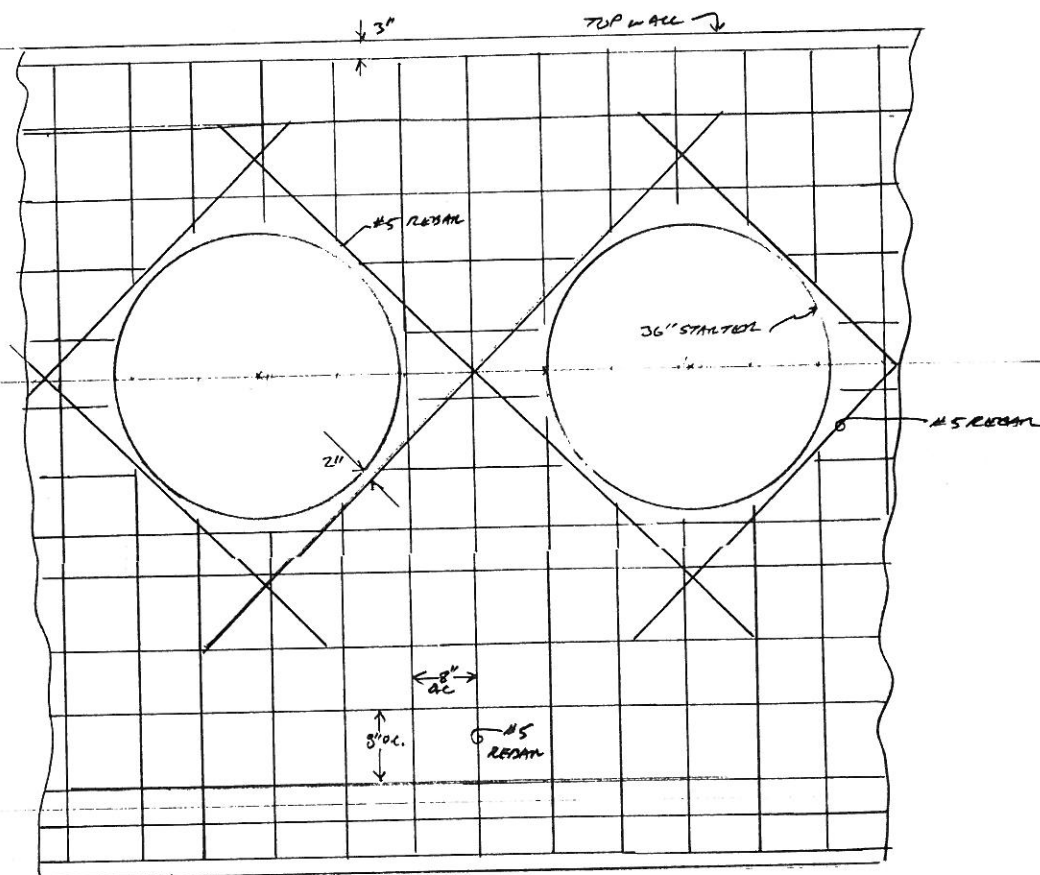 3"
TOP WALL
#5 REBAR
36" STARTER
#5 REBAR
2"
8"
OC
8" OC.
#5
REBAR